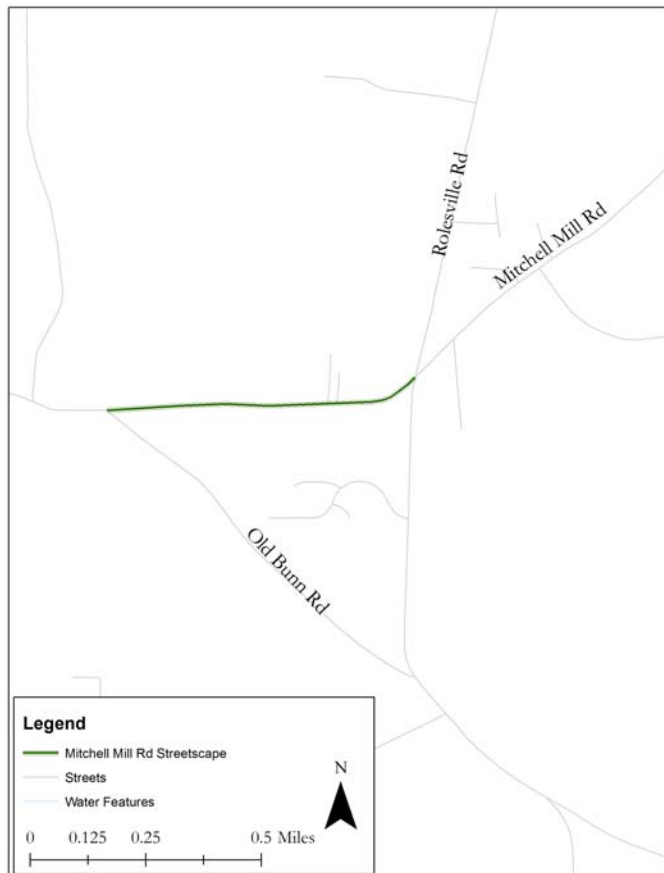 Rolesville Rd
Mitchell Mill Rd
Old Bunn Rd
Legend
Mitchell Mill Rd Streetscape
Streets
Water Features
N
0 0.125 0.25 0.5 Miles